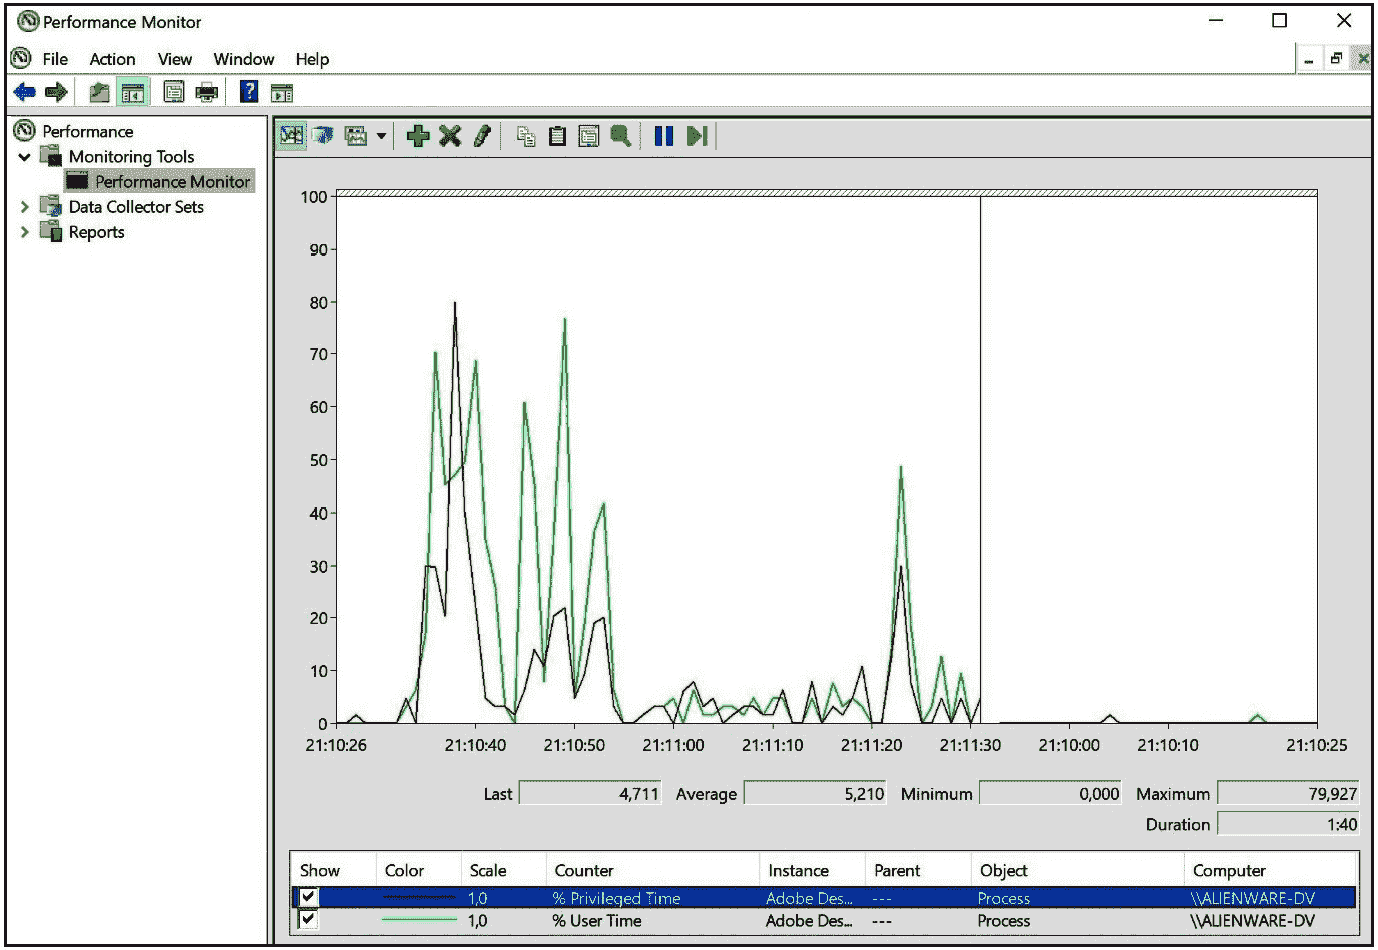 Performance Monitor
File Action View Window Help
Performance
Monitoring Tools
Performance Monitor
Data Collector Sets
Reports
100
90
80
70
60
50
40
30
20
10
0
21:10:26 21:10:40 21:10:50 21:11:00 21:11:10 21:11:20 21:11:30 21:10:00 21:10:10 21:10:25
Last 4,711 Average 5,210 Minimum 0,000 Maximum 79,927
Duration 1:40
Show Color Scale Counter Instance Parent Object Computer
1,0 % Privileged Time Adobe Des... --- Process \\ALIENWARE-DV
1,0 % User Time Adobe Des... --- Process \\ALIENWARE-DV